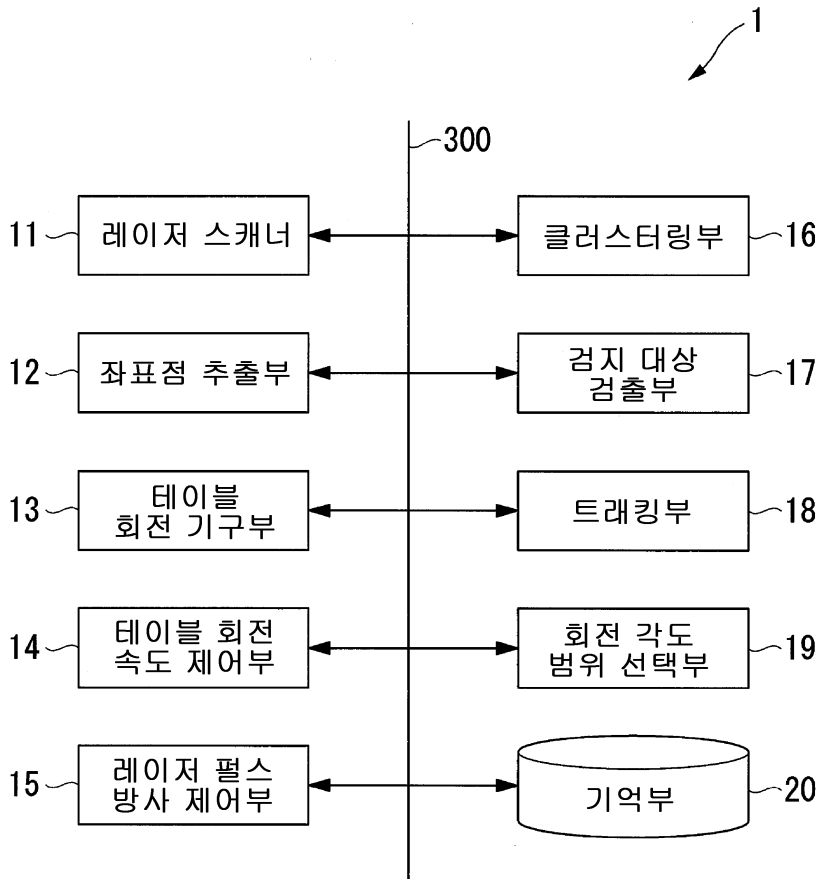 1
300
11
레이저 스캐너
클러스터링부
16
12
좌표점 추출부
검지 대상
검출부
17
13
테이블
회전 기구부
트래킹부
18
14
테이블 회전
속도 제어부
회전 각도
범위 선택부
19
15
레이저 펄스
방사 제어부
기억부
20